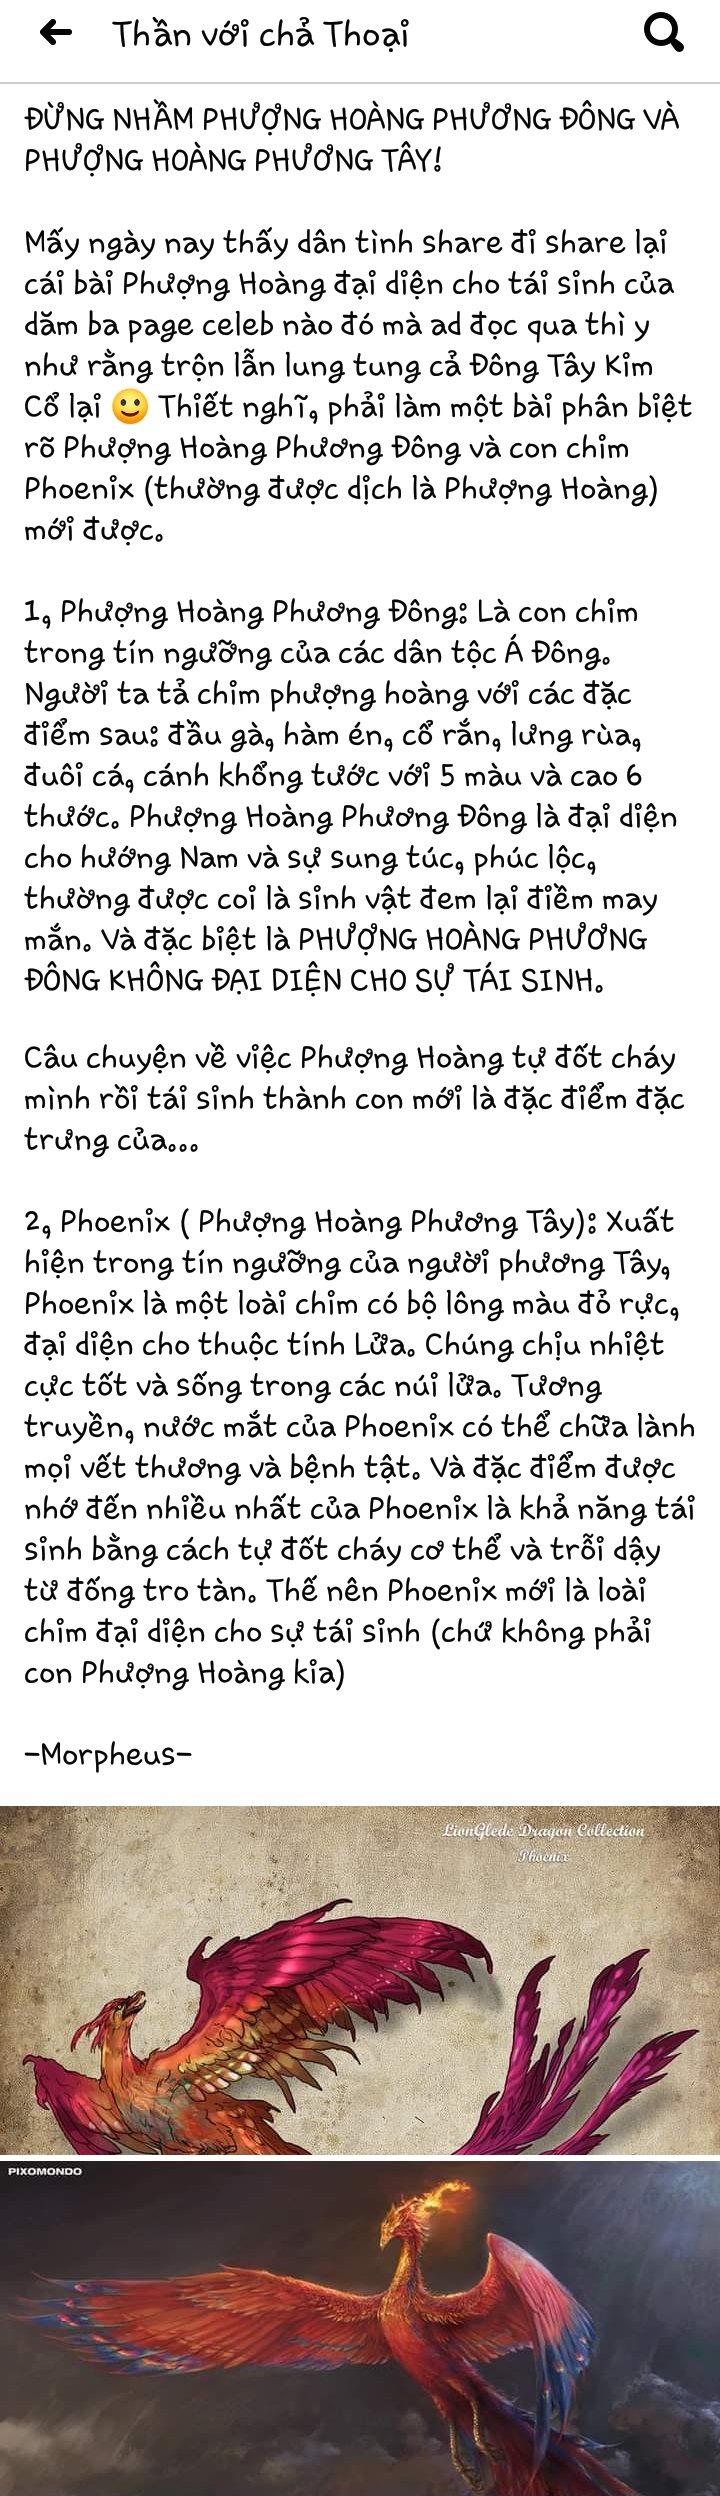 Thần với chả Thoại
ĐỪNG NHẦM PHƯỢNG HOÀNG PHƯƠNG ĐÔNG VÀ
PHƯỢNG HOÀNG PHƯƠNG TÂY!
Mấy ngày nay thấy dân tình share đi share lại
cái bài Phượng Hoàng đại diện cho tái sinh của
dăm ba page celeb nào đó mà ad đọc qua thì y
như rằng trộn lẫn lung tung cả Đông Tây Kim
Cổ lại 🙂 Thiết nghĩ, phải làm một bài phân biệt
rõ Phượng Hoàng Phương Đông và con chim
Phoenix (thường được dịch là Phượng Hoàng)
mới được.
1, Phượng Hoàng Phương Đông: Là con chim
trong tín ngưỡng của các dân tộc Á Đông.
Người ta tả chim phượng hoàng với các đặc
điểm sau: đầu gà, hàm én, cổ rắn, lưng rùa,
đuôi cá, cánh khổng tước với 5 màu và cao 6
thước. Phượng Hoàng Phương Đông là đại diện
cho hướng Nam và sự sung túc, phúc lộc,
thường được coi là sinh vật đem lại điềm may
mắn. Và đặc biệt là PHƯỢNG HOÀNG PHƯƠNG
ĐÔNG KHÔNG ĐẠI DIỆN CHO SỰ TÁI SINH.
Câu chuyện về việc Phượng Hoàng tự đốt cháy
mình rồi tái sinh thành con mới là đặc điểm đặc
trưng của...
2, Phoenix ( Phượng Hoàng Phương Tây): Xuất
hiện trong tín ngưỡng của người phương Tây,
Phoenix là một loài chim có bộ lông màu đỏ rực,
đại diện cho thuộc tính Lửa. Chúng chịu nhiệt
cực tốt và sống trong các núi lửa. Tương
truyền, nước mắt của Phoenix có thể chữa lành
mọi vết thương và bệnh tật. Và đặc điểm được
nhớ đến nhiều nhất của Phoenix là khả năng tái
sinh bằng cách tự đốt cháy cơ thể và trỗi dậy
từ đống tro tàn. Thế nên Phoenix mới là loài
chim đại diện cho sự tái sinh (chứ không phải
con Phượng Hoàng kia)
-Morpheus-
LionGlede Dragon Collection
Phoenix
PIXOMONDO